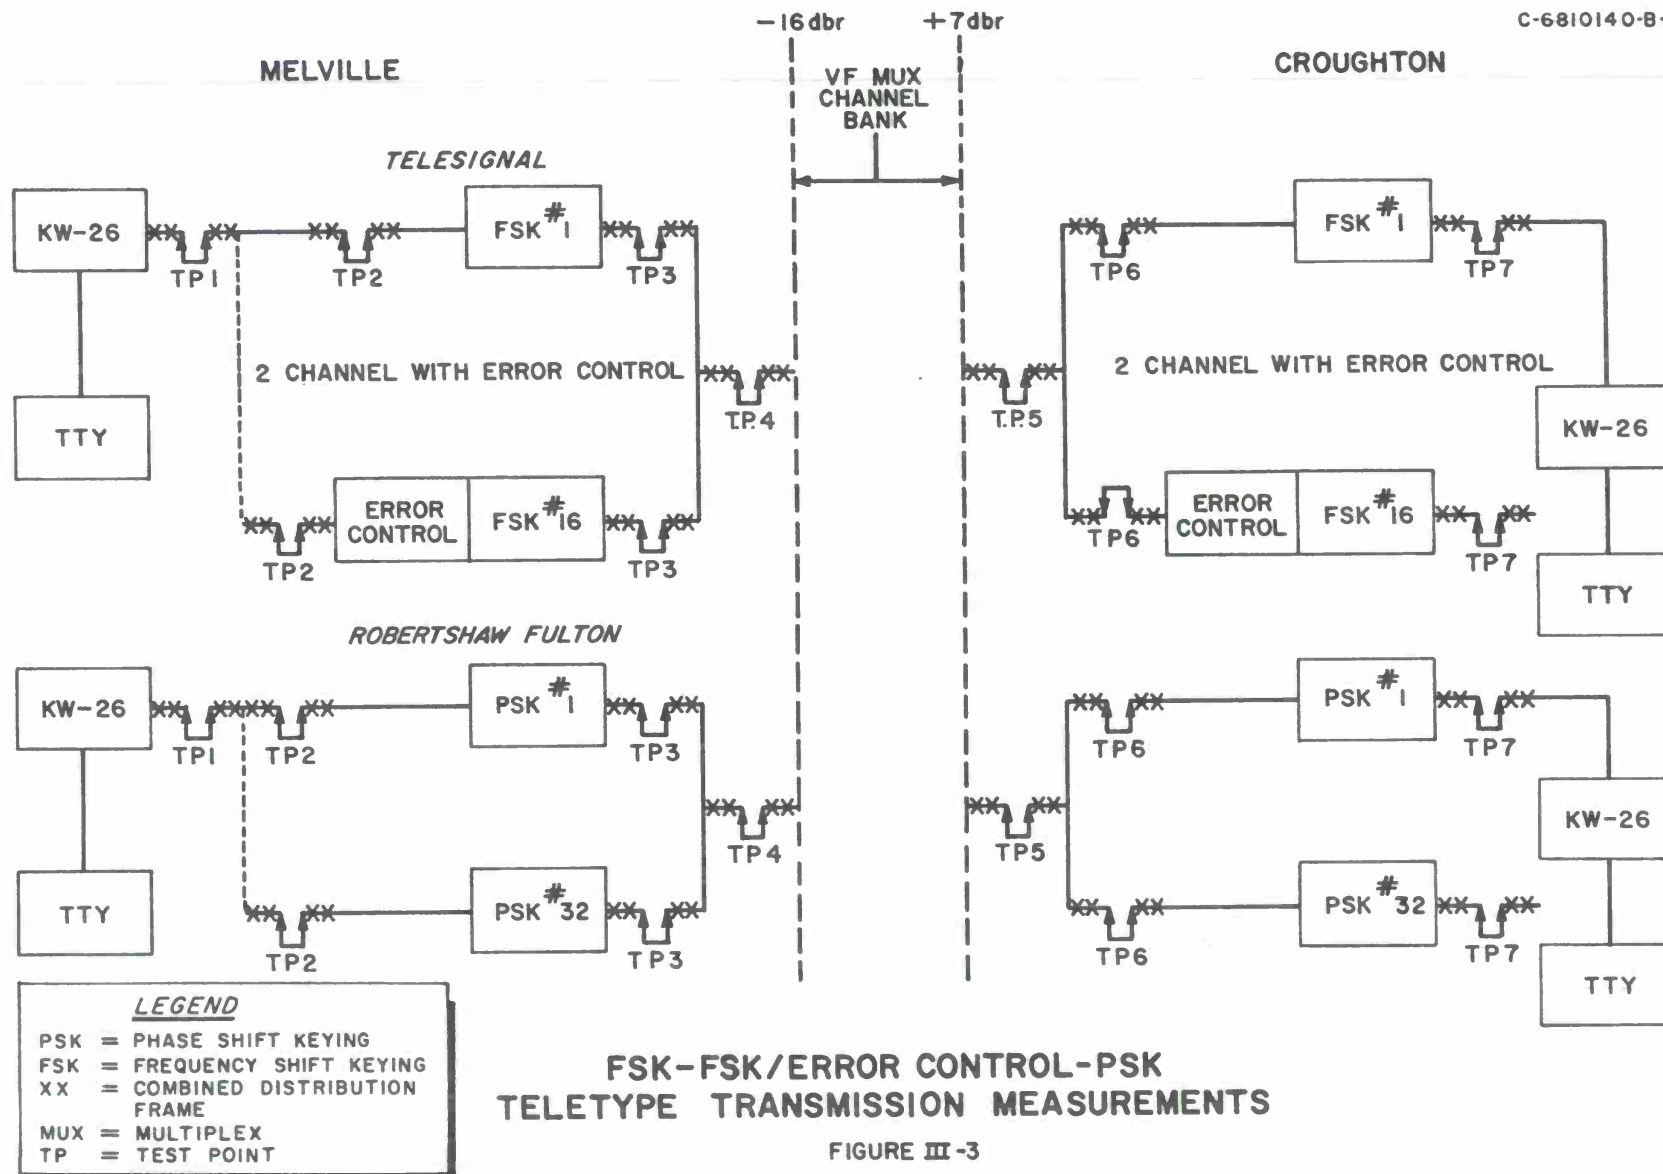 C-6810140-B-
-16dbr
+7dbr
MELVILLE
CROUGHTON
VF MUX
CHANNEL
BANK
TELESIGNAL
KW-26
TP1
TP2
FSK #1
TP3
TTY
2 CHANNEL WITH ERROR CONTROL
T.P.4
TP2
ERROR
CONTROL
FSK #16
TP3
TP6
FSK #1
TP7
T.P.5
2 CHANNEL WITH ERROR CONTROL
KW-26
TP6
ERROR
CONTROL
FSK #16
TP7
TTY
ROBERTSHAW FULTON
KW-26
TP1
TP2
PSK #1
TP3
TTY
TP4
TP2
PSK #32
TP3
TP6
PSK #1
TP7
TP5
KW-26
TP6
PSK #32
TP7
TTY
LEGEND
PSK = PHASE SHIFT KEYING
FSK = FREQUENCY SHIFT KEYING
XX = COMBINED DISTRIBUTION
FRAME
MUX = MULTIPLEX
TP = TEST POINT
FSK-FSK/ERROR CONTROL-PSK
TELETYPE TRANSMISSION MEASUREMENTS
FIGURE III-3